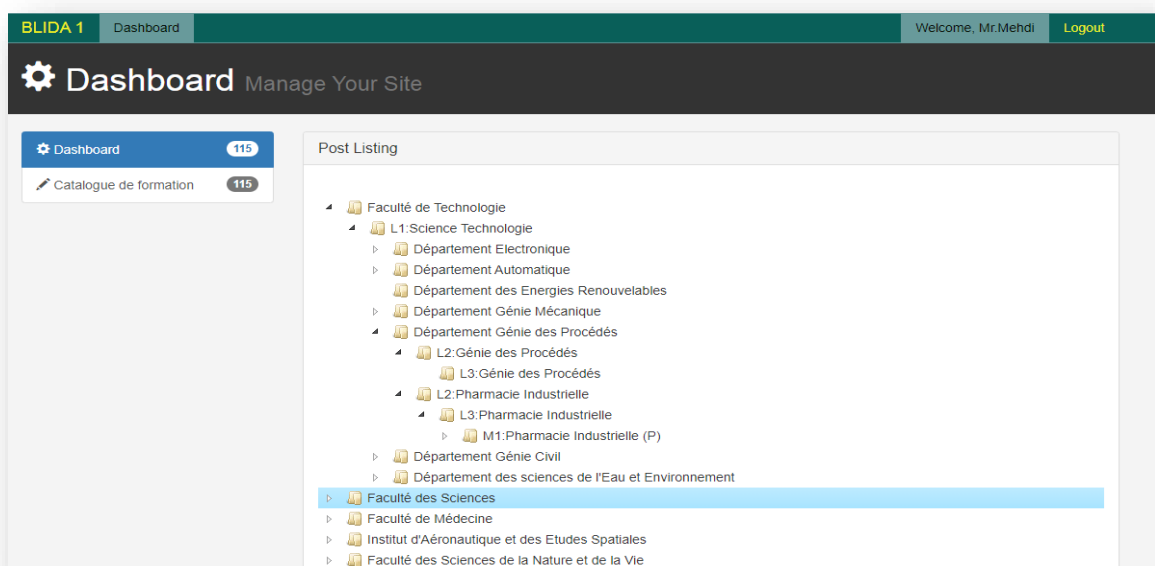 BLIDA 1 Dashboard Welcome, Mr.Mehdi Logout
Dashboard Manage Your Site
Dashboard 115
Catalogue de formation 115
Post Listing
Faculté de Technologie
L1:Science Technologie
Département Electronique
Département Automatique
Département des Energies Renouvelables
Département Génie Mécanique
Département Génie des Procédés
L2:Génie des Procédés
L3:Génie des Procédés
L2:Pharmacie Industrielle
L3:Pharmacie Industrielle
M1:Pharmacie Industrielle (P)
Département Génie Civil
Département des sciences de l'Eau et Environnement
Faculté des Sciences
Faculté de Médecine
Institut d'Aéronautique et des Etudes Spatiales
Faculté des Sciences de la Nature et de la Vie